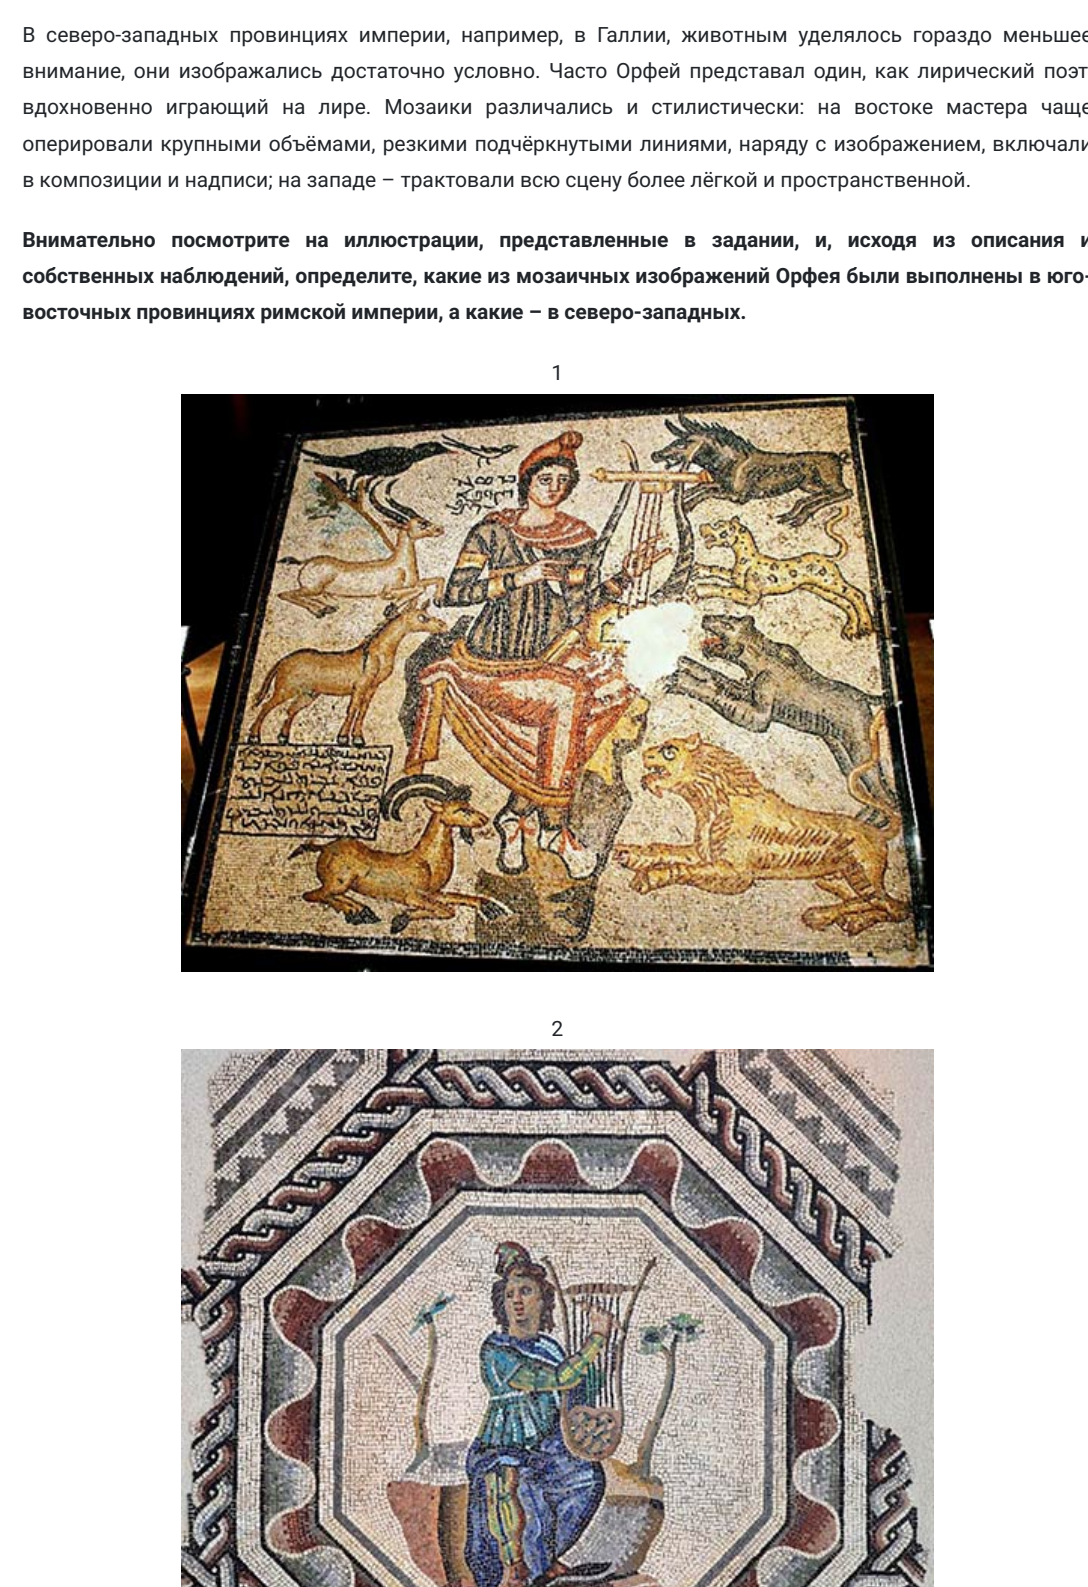 В северо-западных провинциях империи, например, в Галлии, животным уделялось гораздо меньшее
внимание, они изображались достаточно условно. Часто Орфей представал один, как лирический поэт
вдохновенно играющий на лире. Мозаики различались и стилистически: на востоке мастера чаще
оперировали крупными объёмами, резкими подчёркнутыми линиями, наряду с изображением, включали
в композиции и надписи; на западе – трактовали всю сцену более лёгкой и пространственной.
Внимательно посмотрите на иллюстрации, представленные в задании, и, исходя из описания и
собственных наблюдений, определите, какие из мозаичных изображений Орфея были выполнены в юго-
восточных провинциях римской империи, а какие – в северо-западных.
1
2